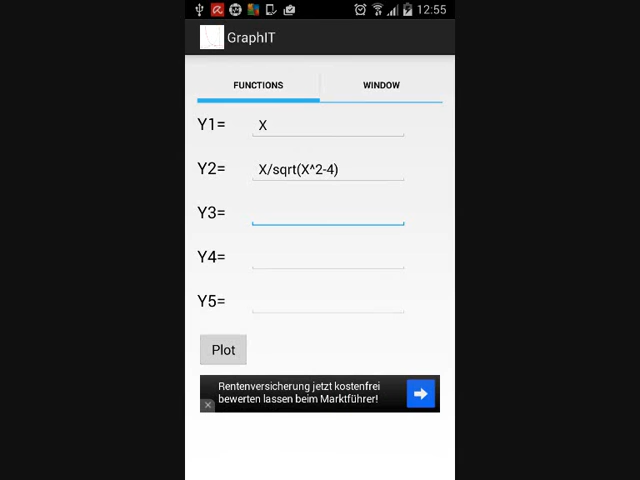 12:55
GraphIT
FUNCTIONS
WINDOW
Y1= X
Y2= X/sqrt(X^2-4)
Y3=
Y4=
Y5=
Plot
Rentenversicherung jetzt kostenfrei
bewerten lassen beim Marktführer!